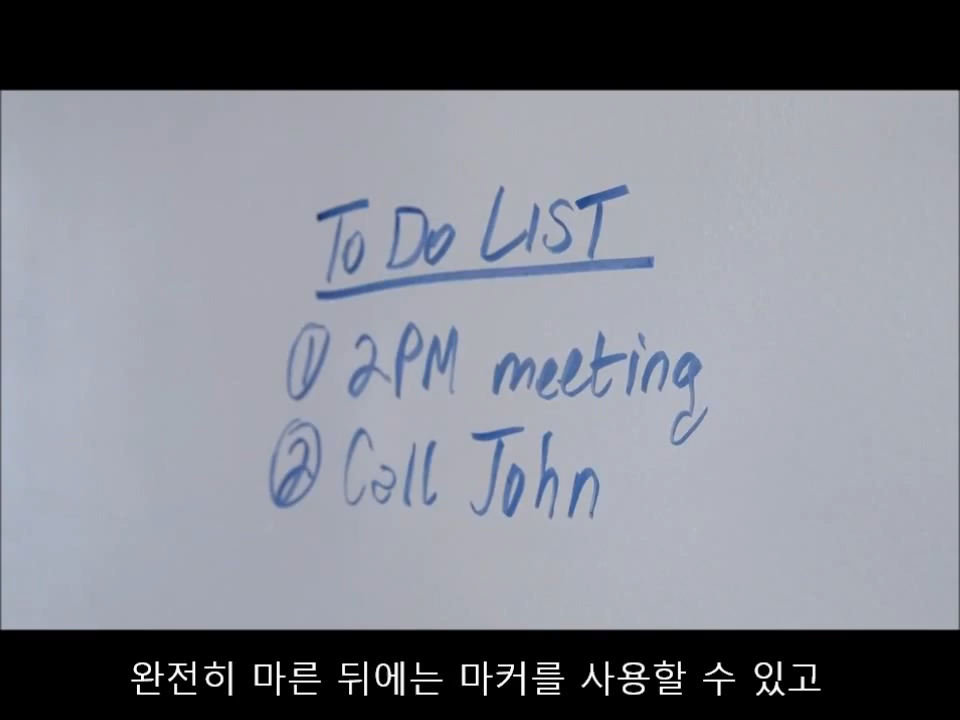 TO DO LIST
① 2PM meeting
② Call John
완전히 마른 뒤에는 마커를 사용할 수 있고